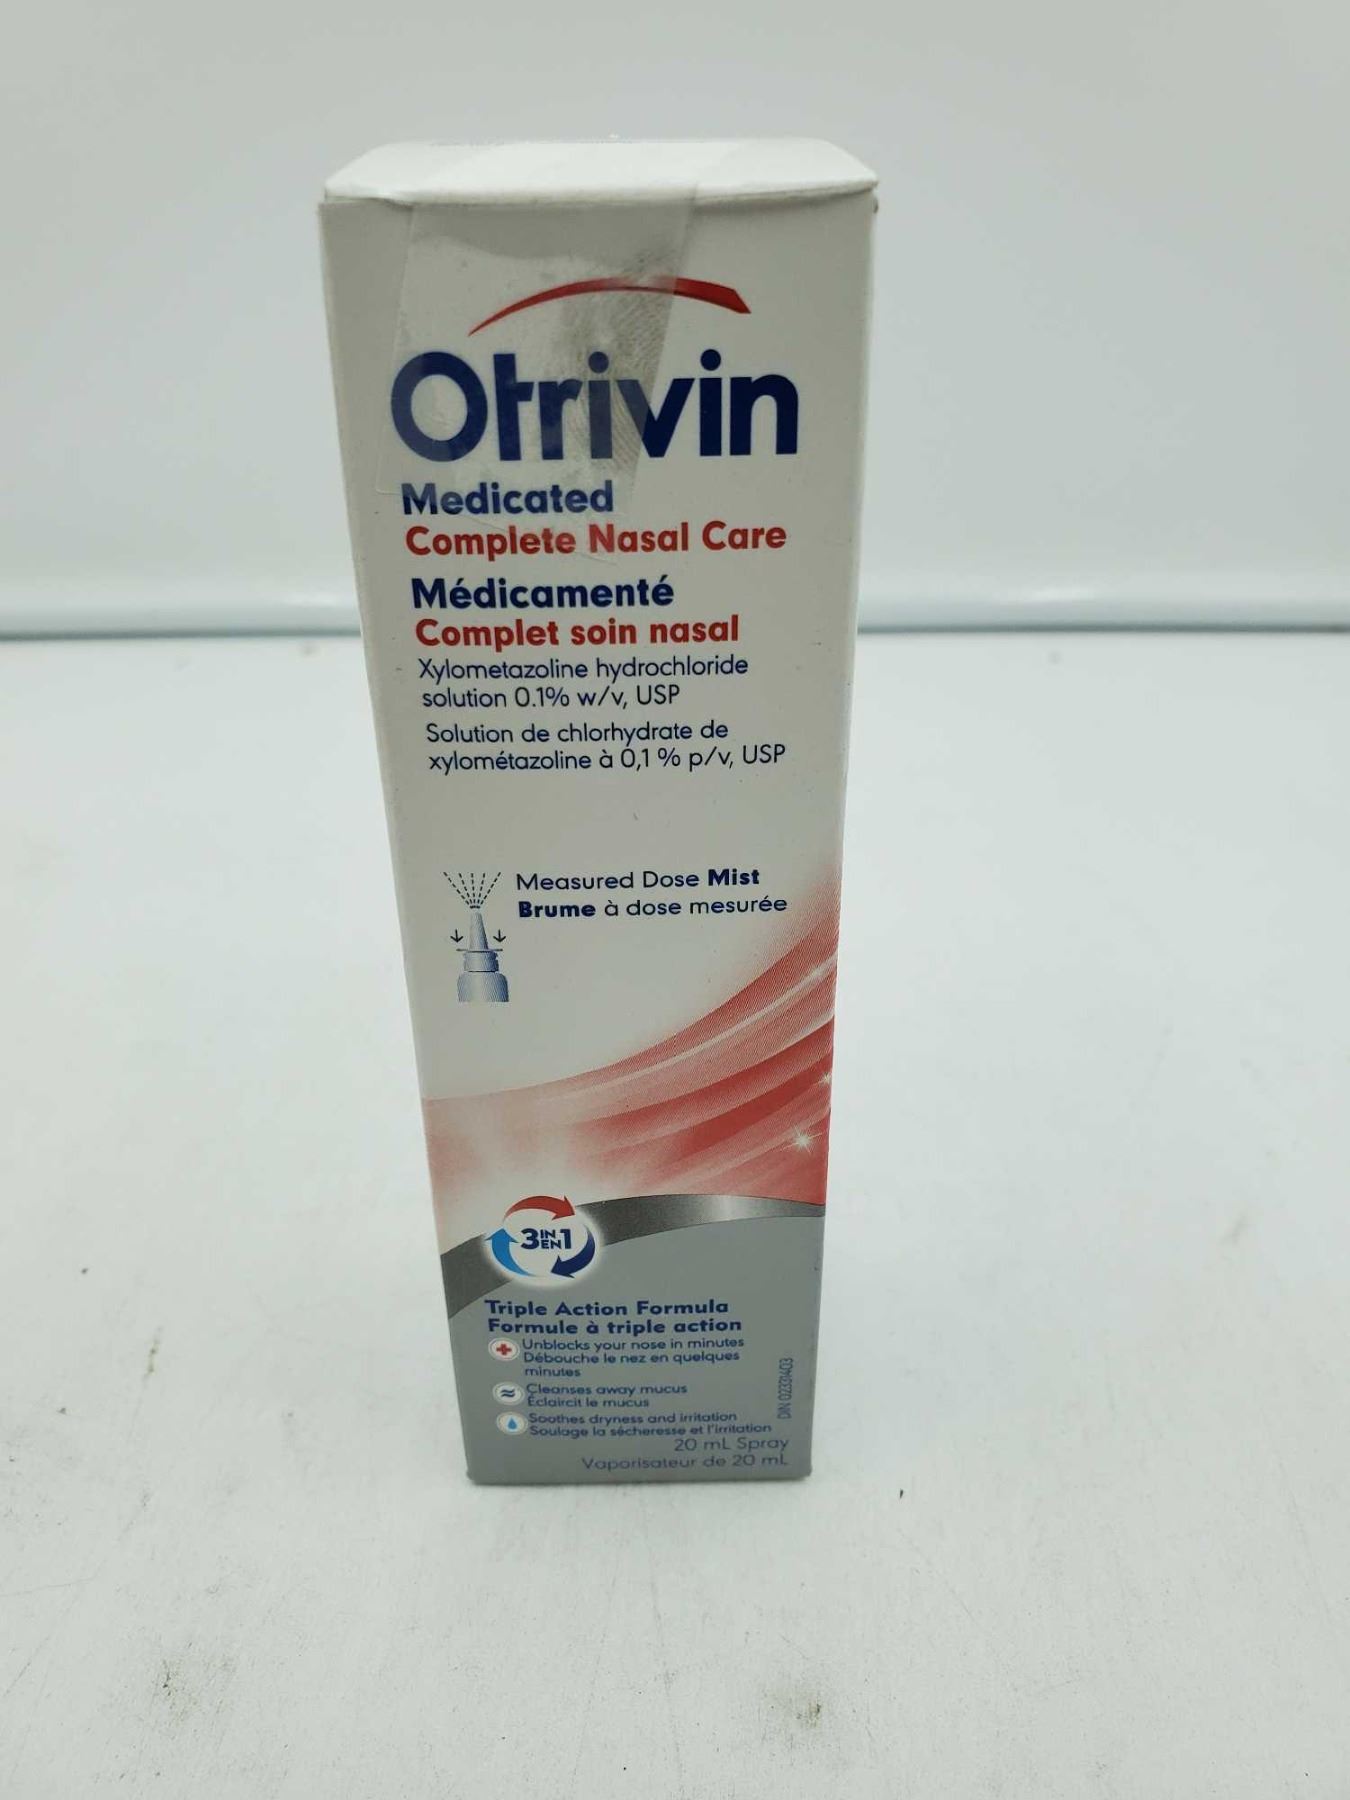 Otrivin
Medicated
Complete Nasal Care
Médicamenté
Complet soin nasal
Xylometazoline hydrochloride
solution 0.1% w/v, USP
Solution de chlorhydrate de
xylométazoline à 0,1 % p/v, USP
Measured Dose Mist
Brume à dose mesurée
3 IN EN 1
Triple Action Formula
Formule à triple action
Unblocks your nose in minutes
Débouche le nez en quelques
minutes
Cleanses away mucus
Éclaircit le mucus
Soothes dryness and irritation
Soulage la sécheresse et l'irritation
20 mL Spray
Vaporisateur de 20 mL
DIN